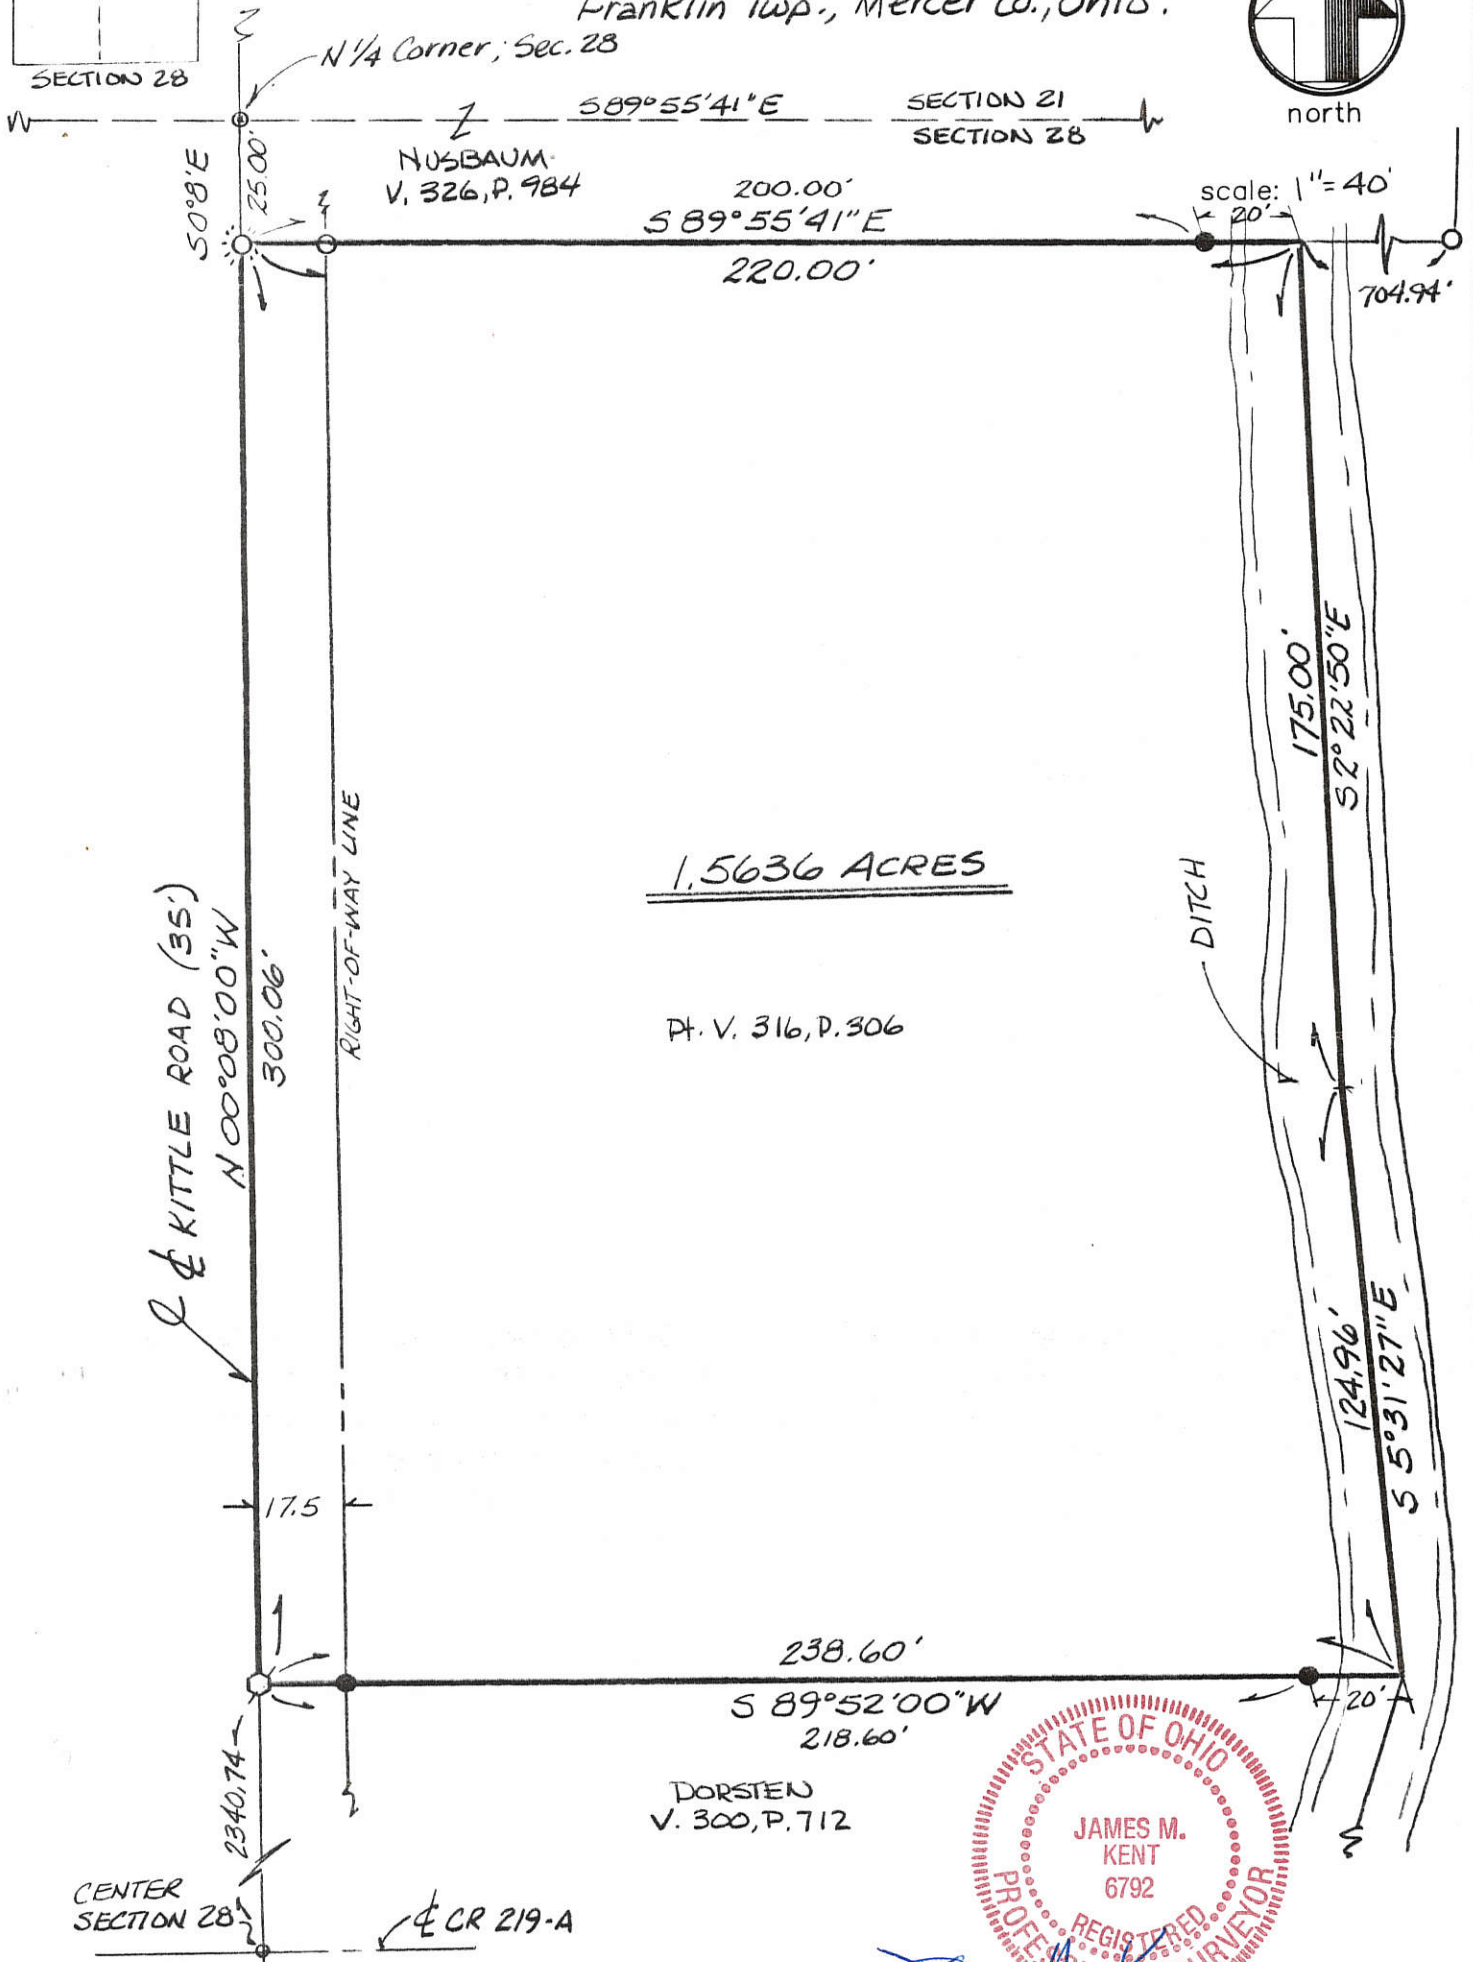 Franklin Twp., Mercer Co., Ohio.
SECTION 28
N 1/4 Corner; Sec. 28
north
S89°55'41"E
SECTION 21
SECTION 28
S0°8'E
25.00'
NUSBAUM
V. 326, P. 984
200.00'
S 89°55'41"E
220.00'
scale: 1"=40'
20'
704.94'
175.00'
S 2°22'50"E
1.5636 ACRES
Pt. V. 316, P. 306
DITCH
℄ KITTLE ROAD (35')
N 00°08'00"W
300.06'
RIGHT-OF-WAY LINE
124.96'
S 5°31'27"E
17.5
238.60'
S 89°52'00"W
218.60'
20'
2340.74
DORSTEN
V. 300, P. 712
CENTER
SECTION 28
℄ CR 219-A
STATE OF OHIO
JAMES M.
KENT
6792
REGISTERED